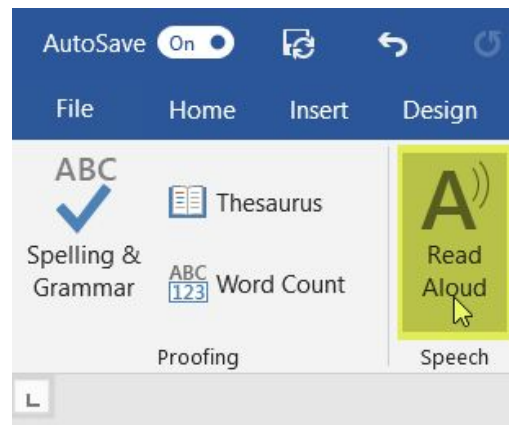 AutoSave On
File Home Insert Design
ABC
Spelling &
Grammar
Thesaurus
ABC
123 Word Count
Proofing
A
Read
Aloud
Speech